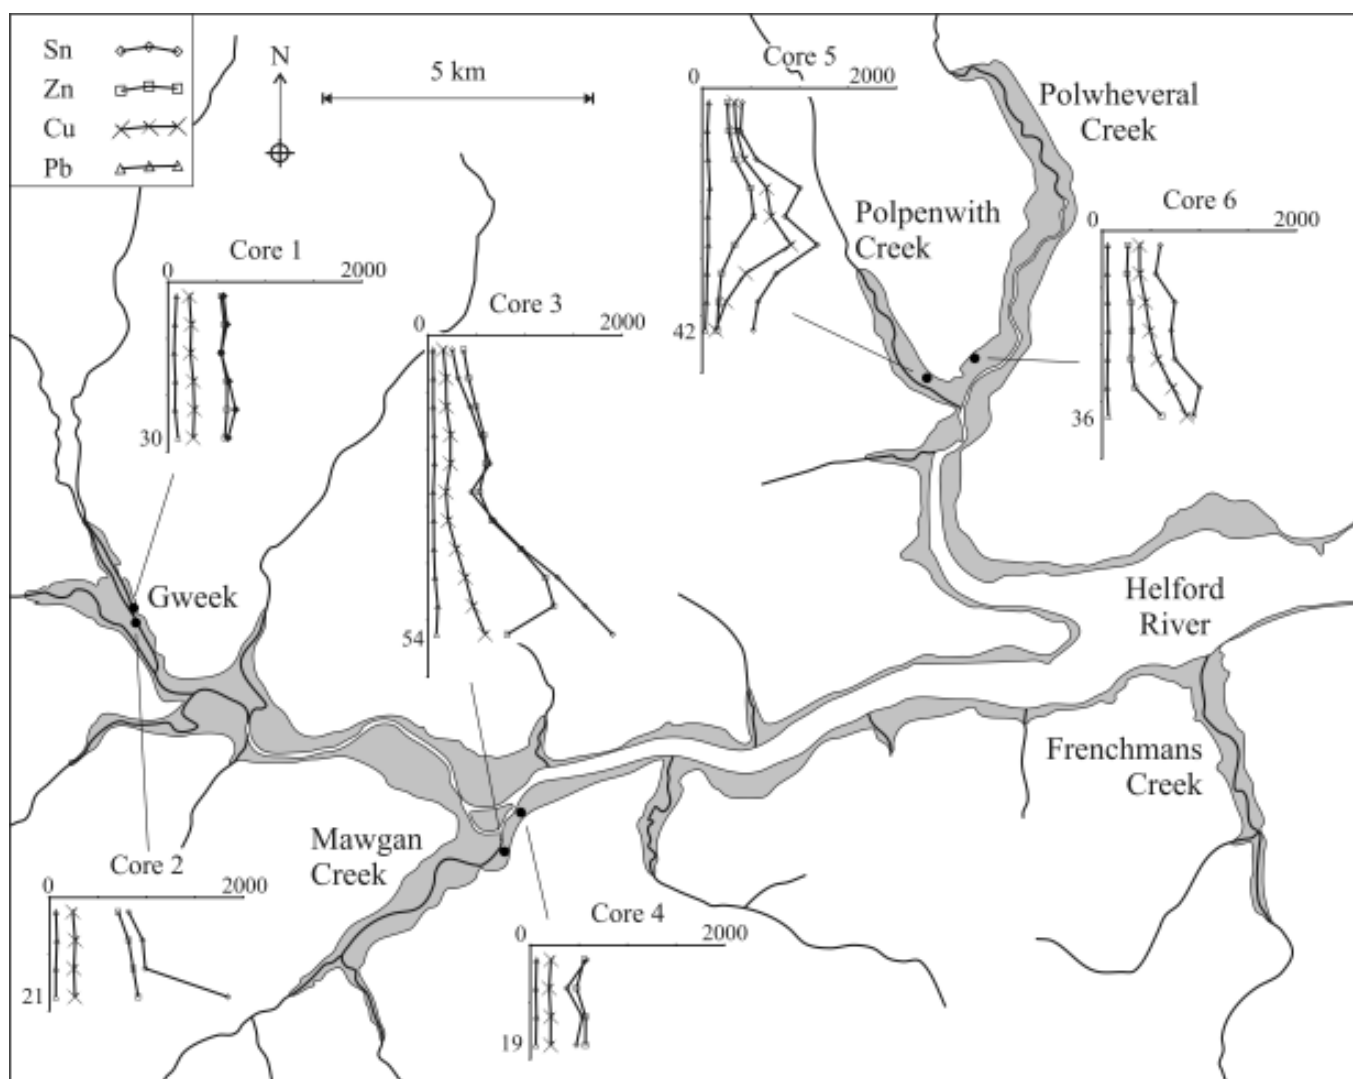 Sn
Zn
Cu
Pb
N
5 km
Core 5
0 2000
42
Polwheveral
Creek
Polpenwith
Creek
Core 6
0 2000
36
Core 1
0 2000
30
Core 3
0 2000
54
Gweek
Helford
River
Frenchmans
Creek
Mawgan
Creek
Core 2
0 2000
21
Core 4
0 2000
19